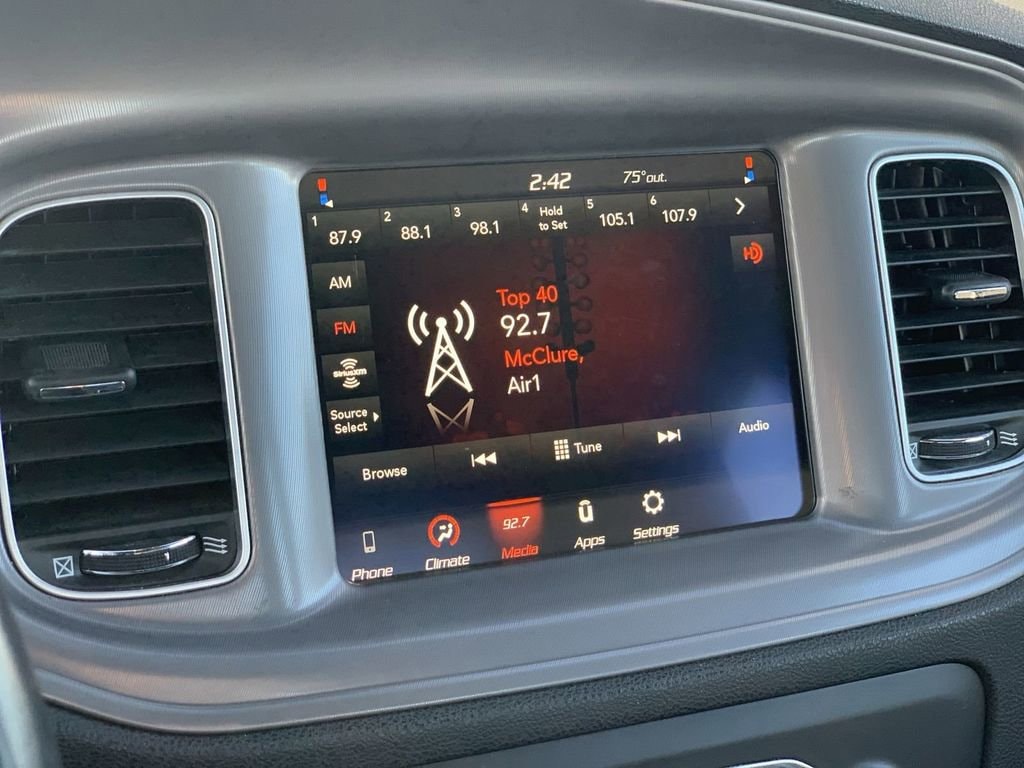 2:42 75°out.
1 2 3 4 Hold to Set 5 6
87.9 88.1 98.1 105.1 107.9
AM
HD
FM
Top 40
92.7
McClure,
Air1
SiriusXM
Source
Select
Browse Tune Audio
92.7
Phone Climate Media Apps Settings